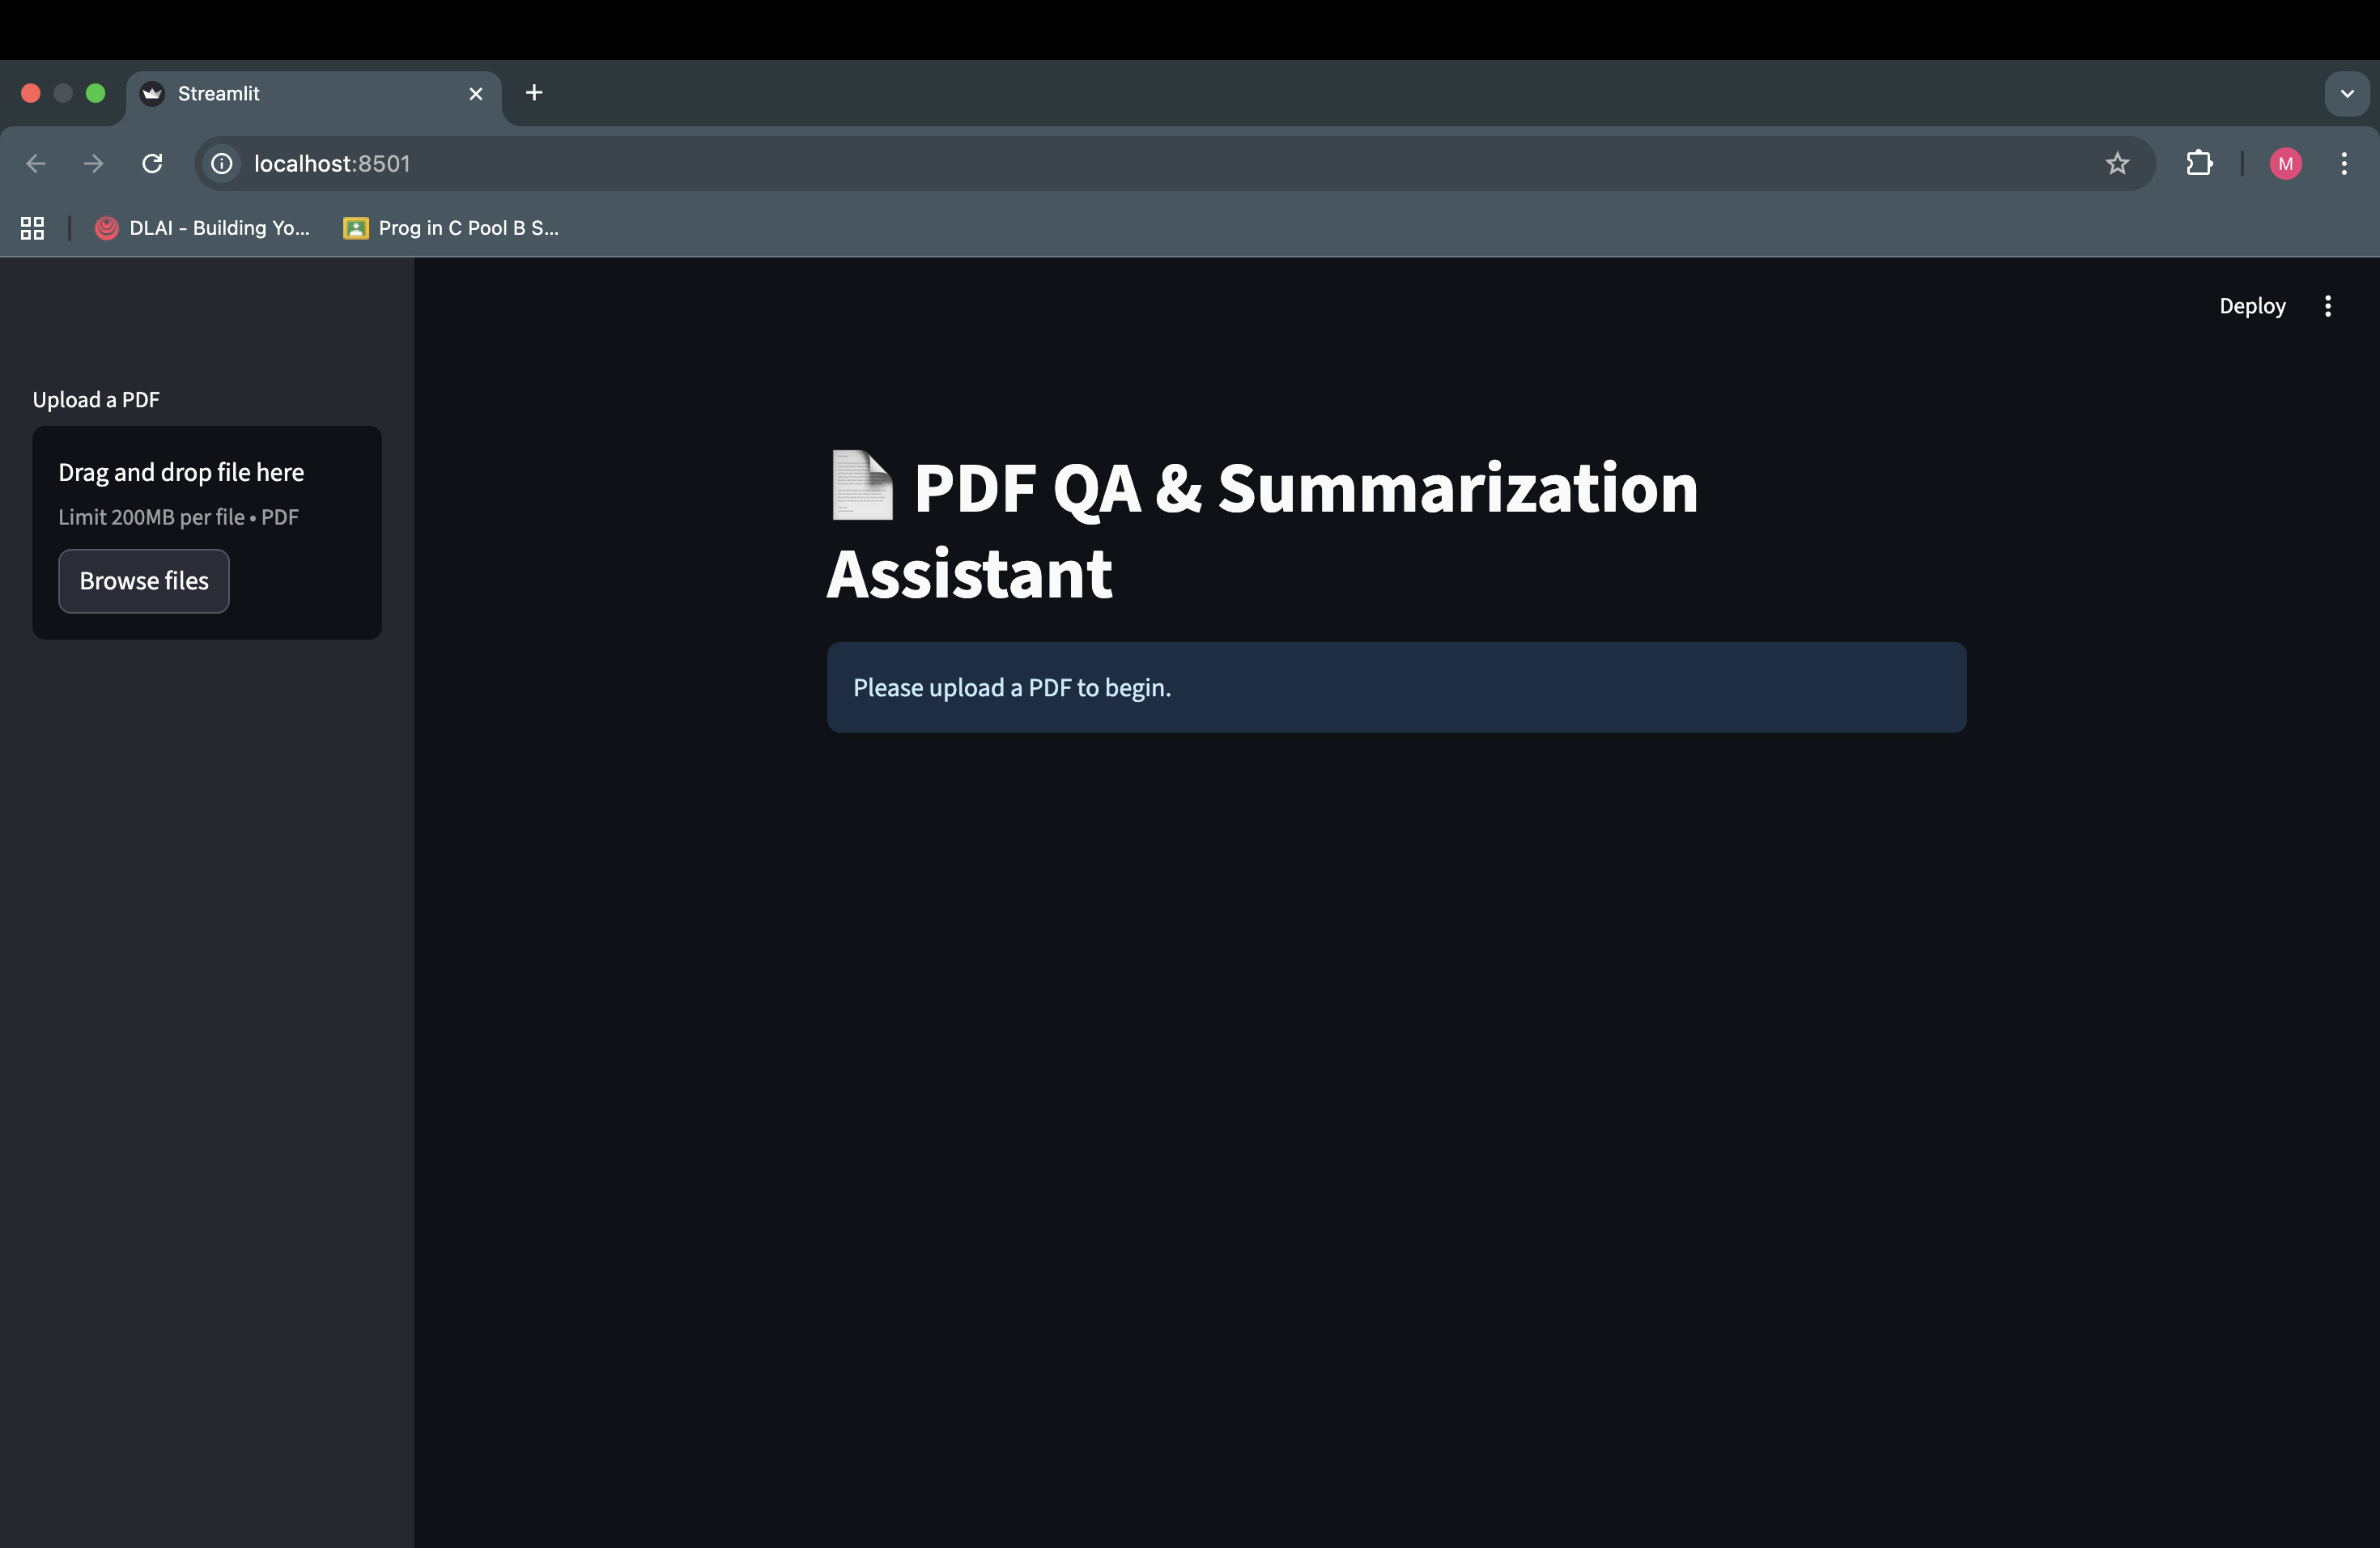 Streamlit
localhost:8501
M
DLAI - Building Yo...
Prog in C Pool B S...
Deploy
Upload a PDF
Drag and drop file here
Limit 200MB per file • PDF
Browse files
PDF QA & Summarization
Assistant
Please upload a PDF to begin.